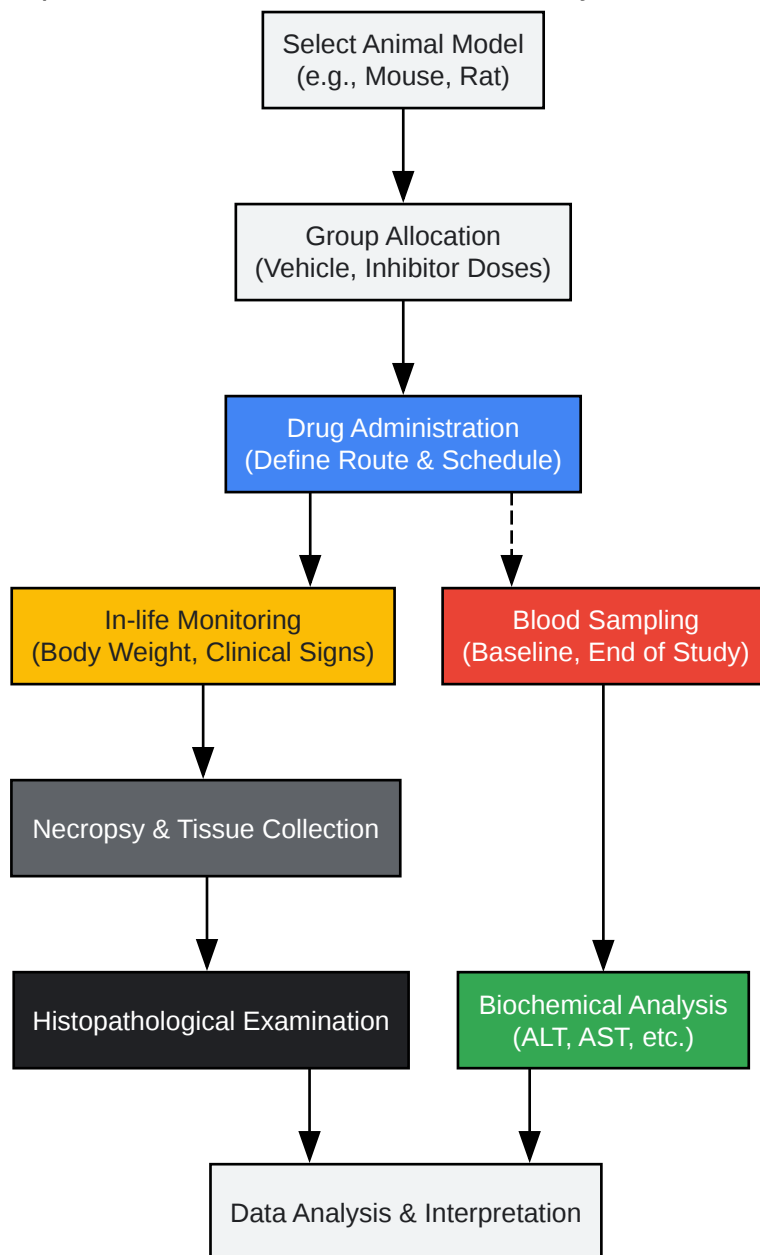 Select Animal Model
(e.g., Mouse, Rat)
Group Allocation
(Vehicle, Inhibitor Doses)
Drug Administration
(Define Route & Schedule)
In-life Monitoring
(Body Weight, Clinical Signs)
Blood Sampling
(Baseline, End of Study)
Necropsy & Tissue Collection
Histopathological Examination
Biochemical Analysis
(ALT, AST, etc.)
Data Analysis & Interpretation